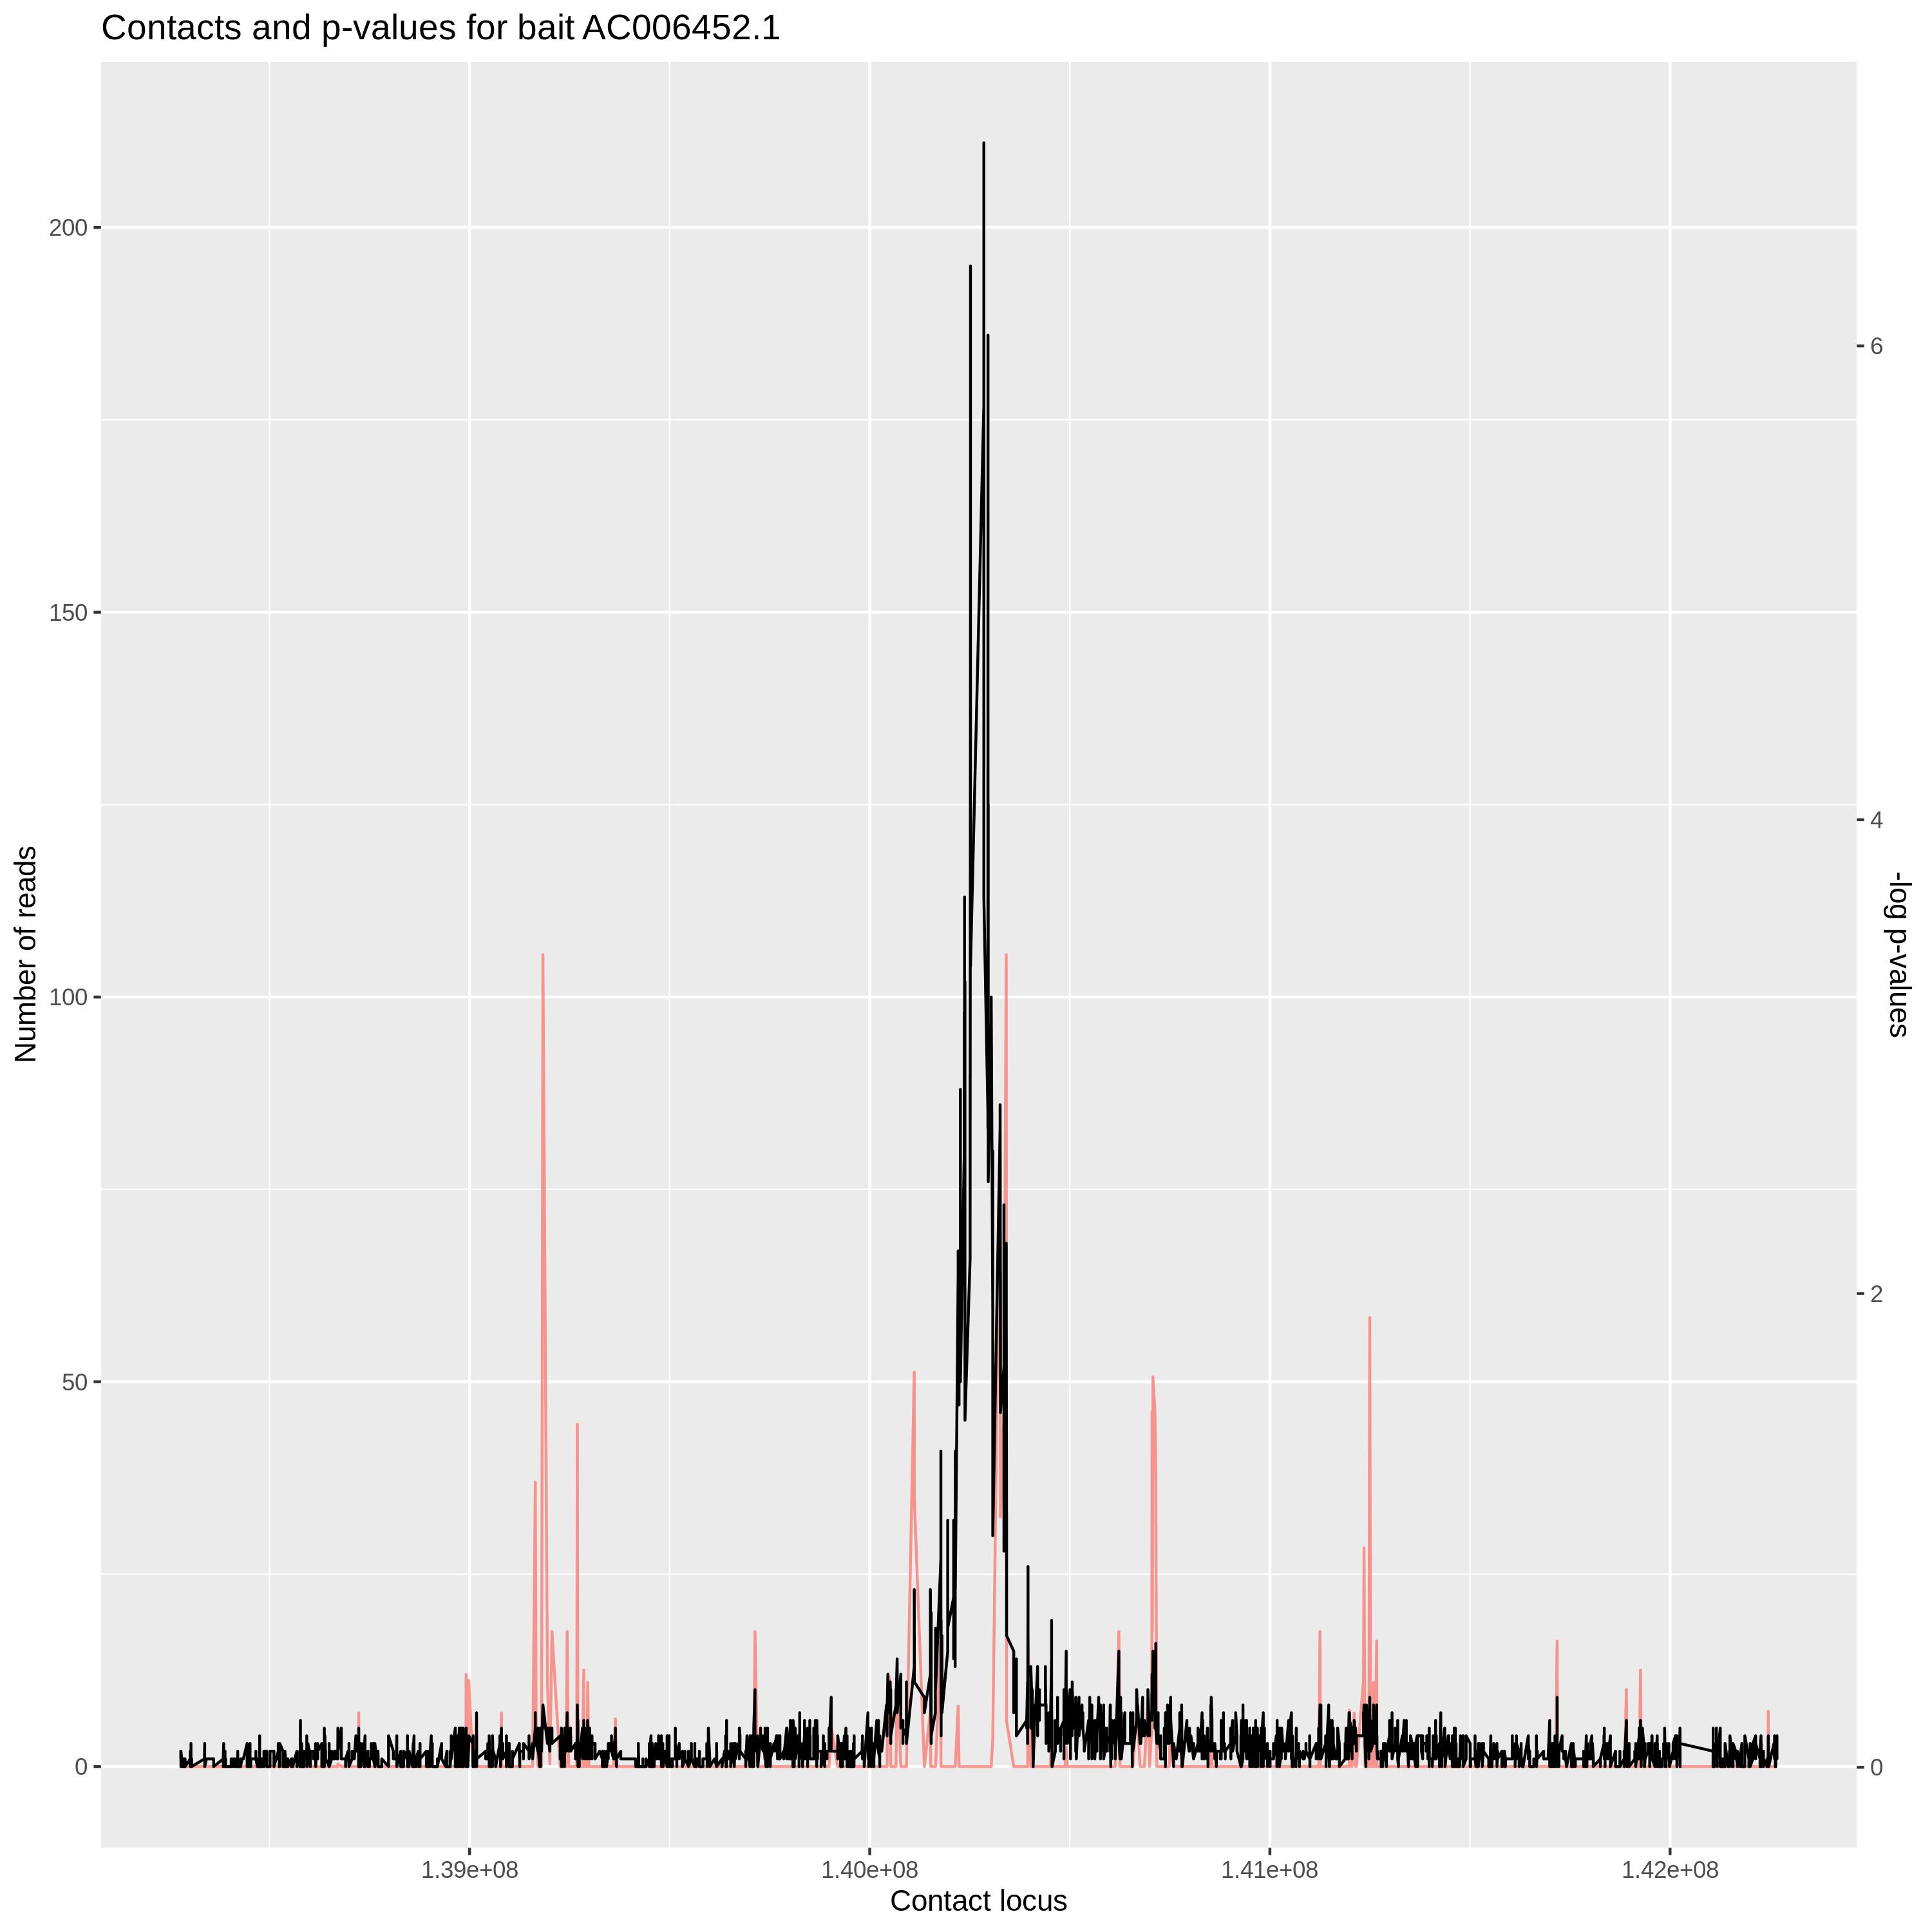 Contacts and p-values for bait AC006452.1
200
150
100
50
0
Number of reads
6
4
2
0
-log p-values
1.39e+08
1.40e+08
1.41e+08
1.42e+08
Contact locus